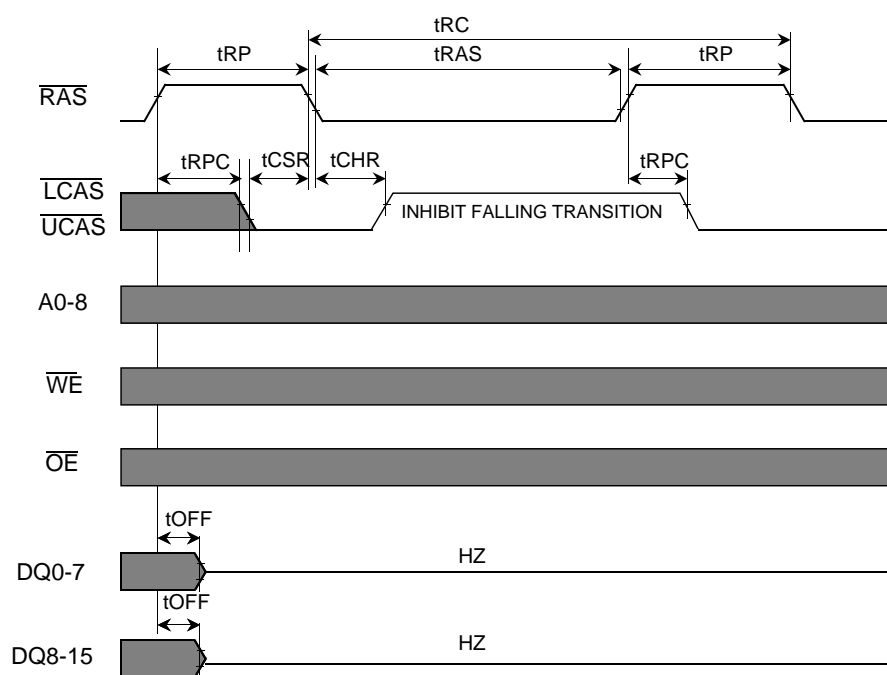 tRC
tRP tRAS tRP
RAS
tRPC tCSR tCHR tRPC
LCAS
INHIBIT FALLING TRANSITION
UCAS
A0-8
WE
OE
tOFF
HZ
DQ0-7
tOFF
HZ
DQ8-15